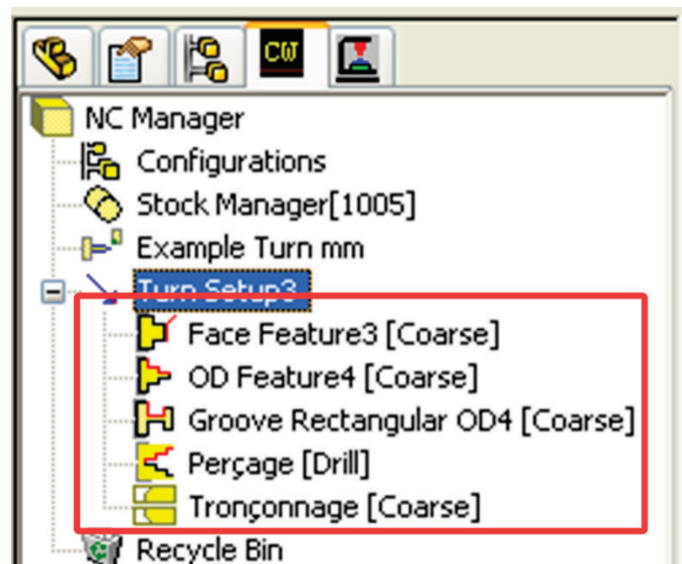 CW
NC Manager
Configurations
Stock Manager[1005]
Example Turn mm
Turn Setup3
Face Feature3 [Coarse]
OD Feature4 [Coarse]
Groove Rectangular OD4 [Coarse]
Perçage [Drill]
Tronçonnage [Coarse]
Recycle Bin